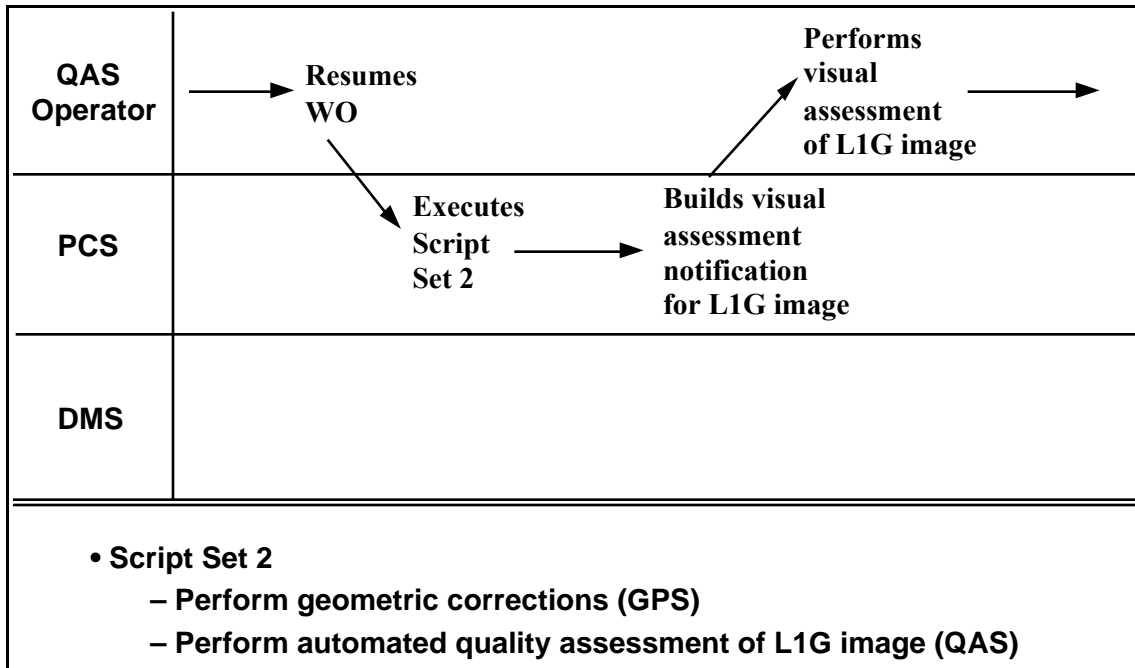 QAS
Operator
Resumes
WO
Performs
visual
assessment
of L1G image
PCS
Executes
Script
Set 2
Builds visual
assessment
notification
for L1G image
DMS
• Script Set 2
– Perform geometric corrections (GPS)
– Perform automated quality assessment of L1G image (QAS)